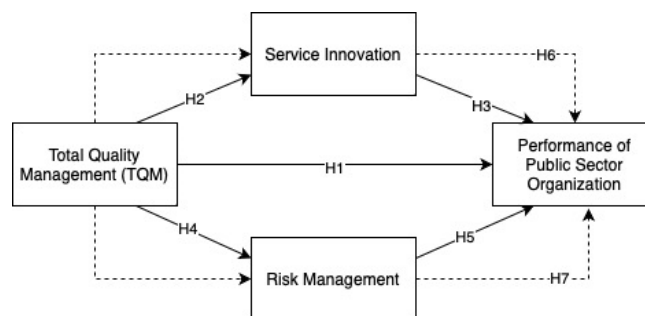 Service Innovation
H6
H2
H3
Total Quality
Management (TQM)
H1
Performance of
Public Sector
Organization
H4
H5
Risk Management
H7